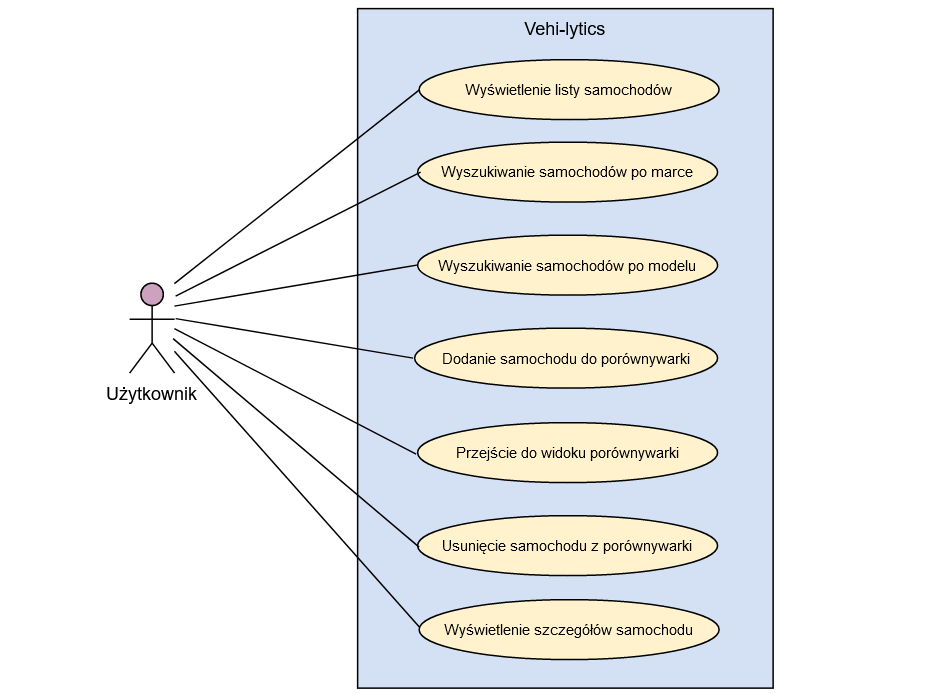 Vehi-lytics
Wyświetlenie listy samochodów
Wyszukiwanie samochodów po marce
Wyszukiwanie samochodów po modelu
Dodanie samochodu do porównywarki
Użytkownik
Przejście do widoku porównywarki
Usunięcie samochodu z porównywarki
Wyświetlenie szczegółów samochodu